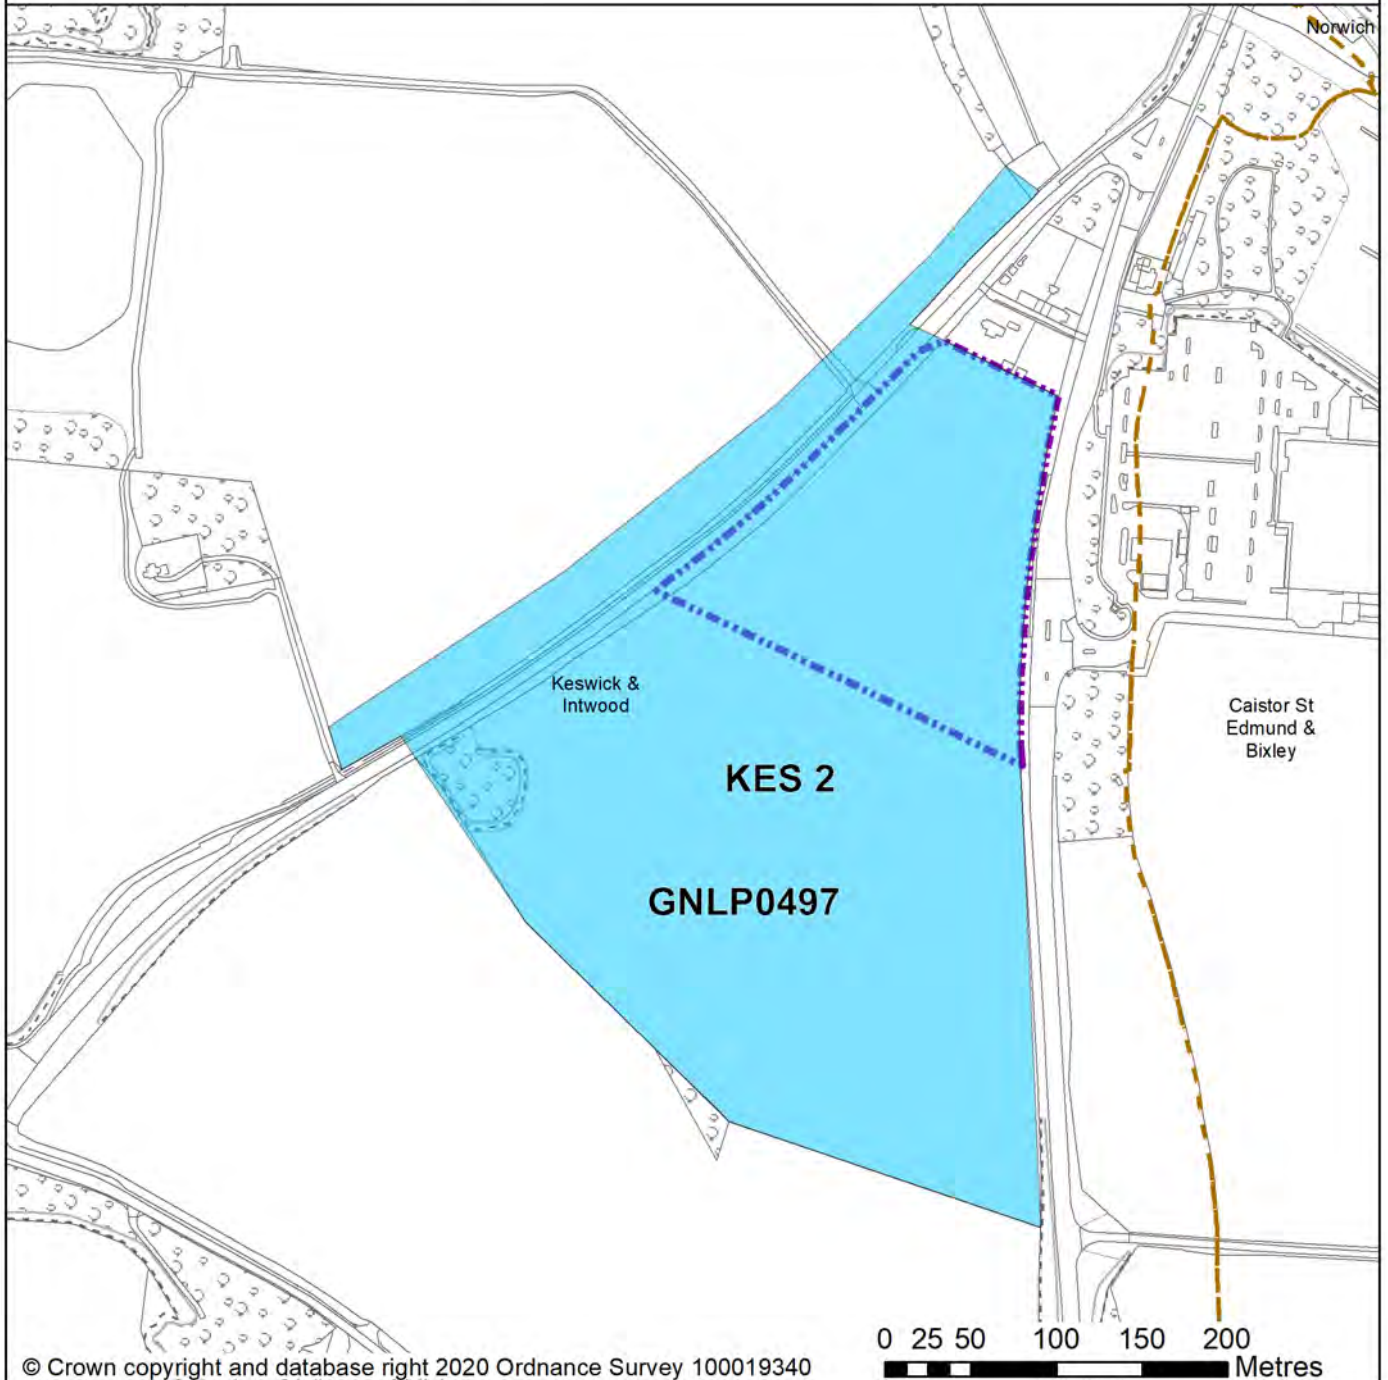 Norwich
Keswick &
Intwood
Caistor St
Edmund &
Bixley
KES 2
GNLP0497
0 25 50 100 150 200
Metres
© Crown copyright and database right 2020 Ordnance Survey 100019340